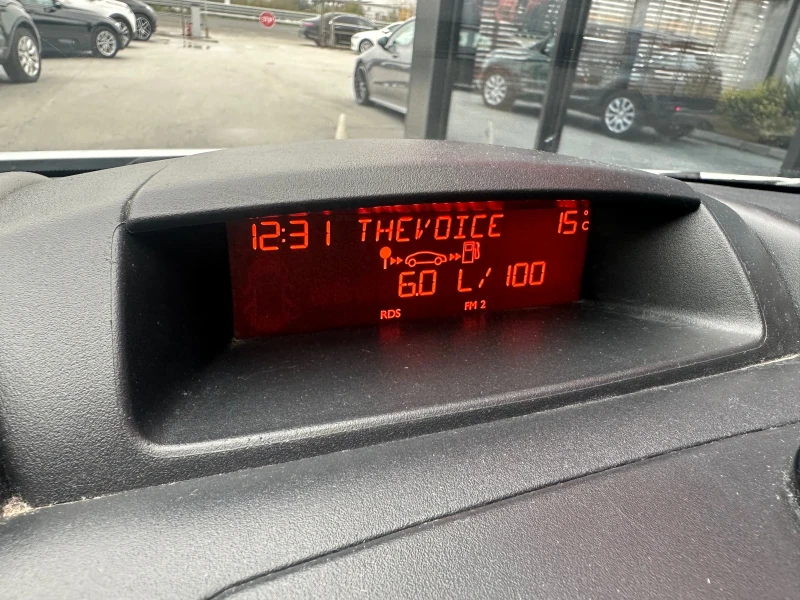 12:31 THEVOICE 15°C
6.0 L/100
RDS FM 2